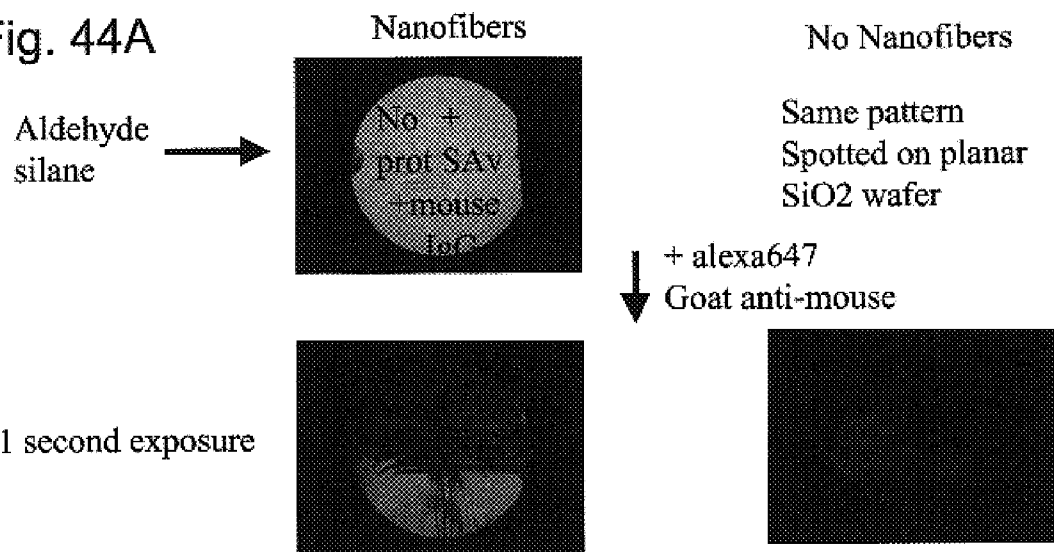 Fig. 44A
Nanofibers
No Nanofibers
Aldehyde
silane
No +
prot SAv
+mouse
IgG
Same pattern
Spotted on planar
SiO2 wafer
+ alexa647
Goat anti-mouse
1 second exposure